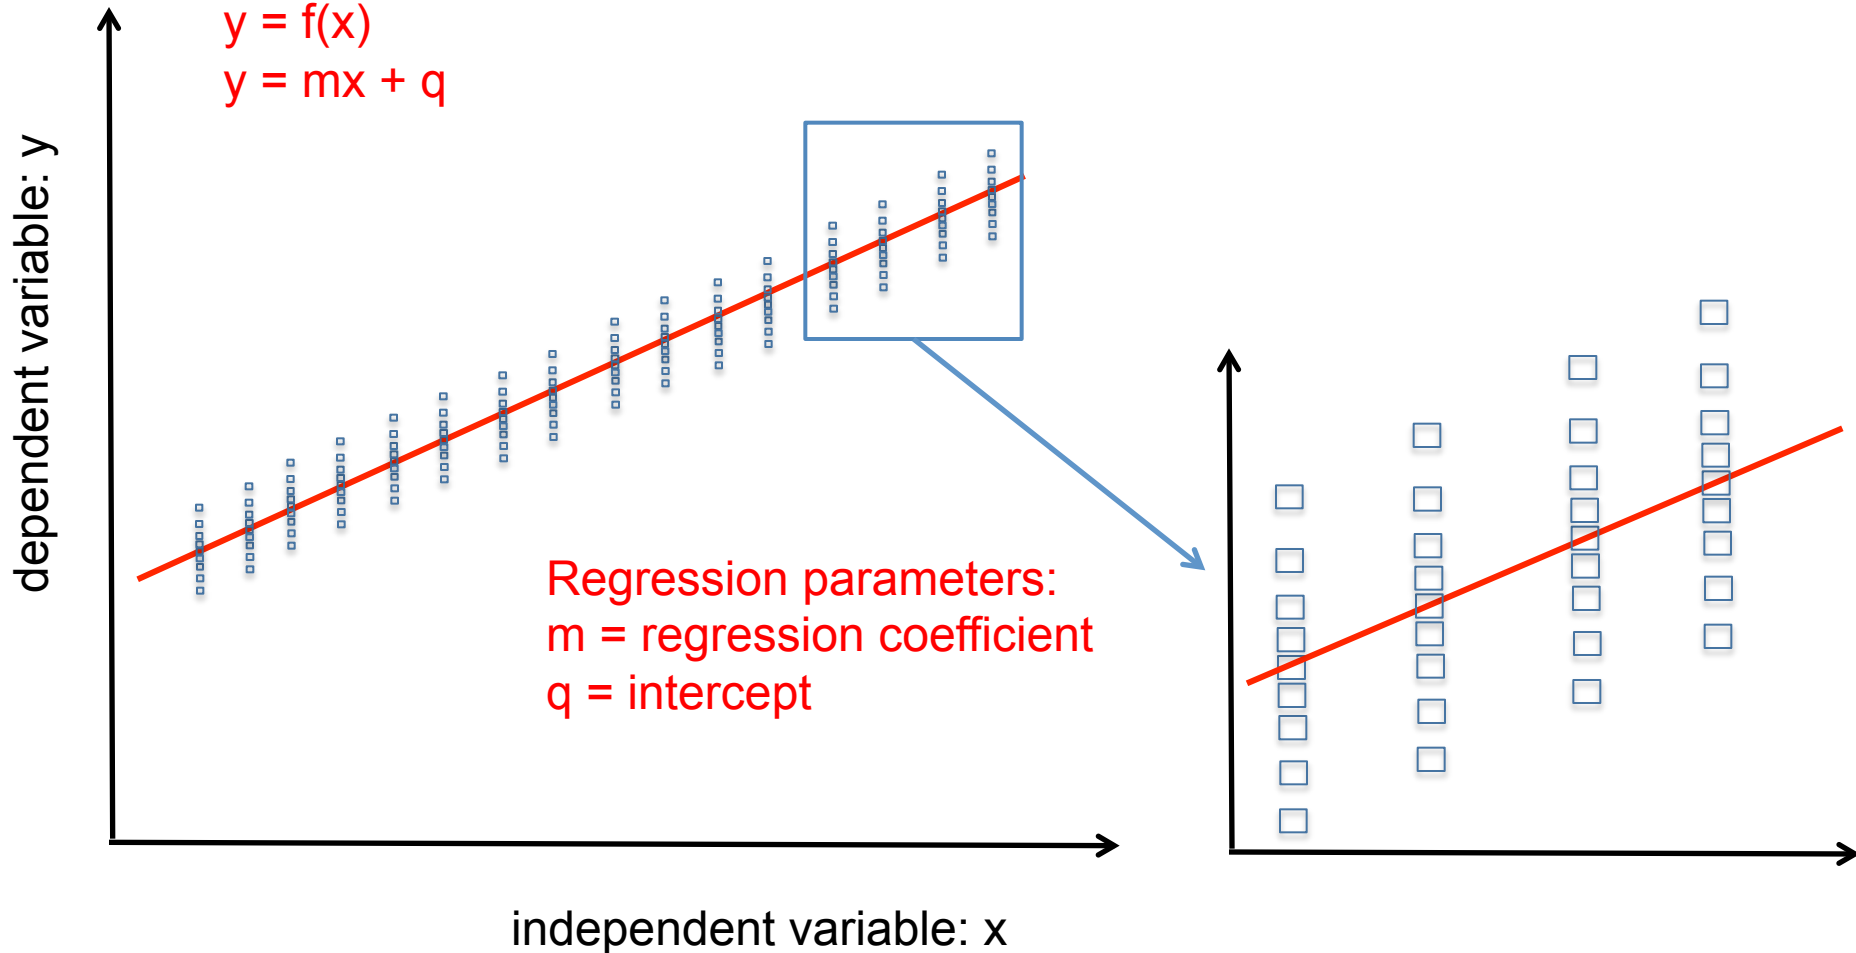 y = f(x)
y = mx + q
dependent variable: y
Regression parameters:
m = regression coefficient
q = intercept
independent variable: x